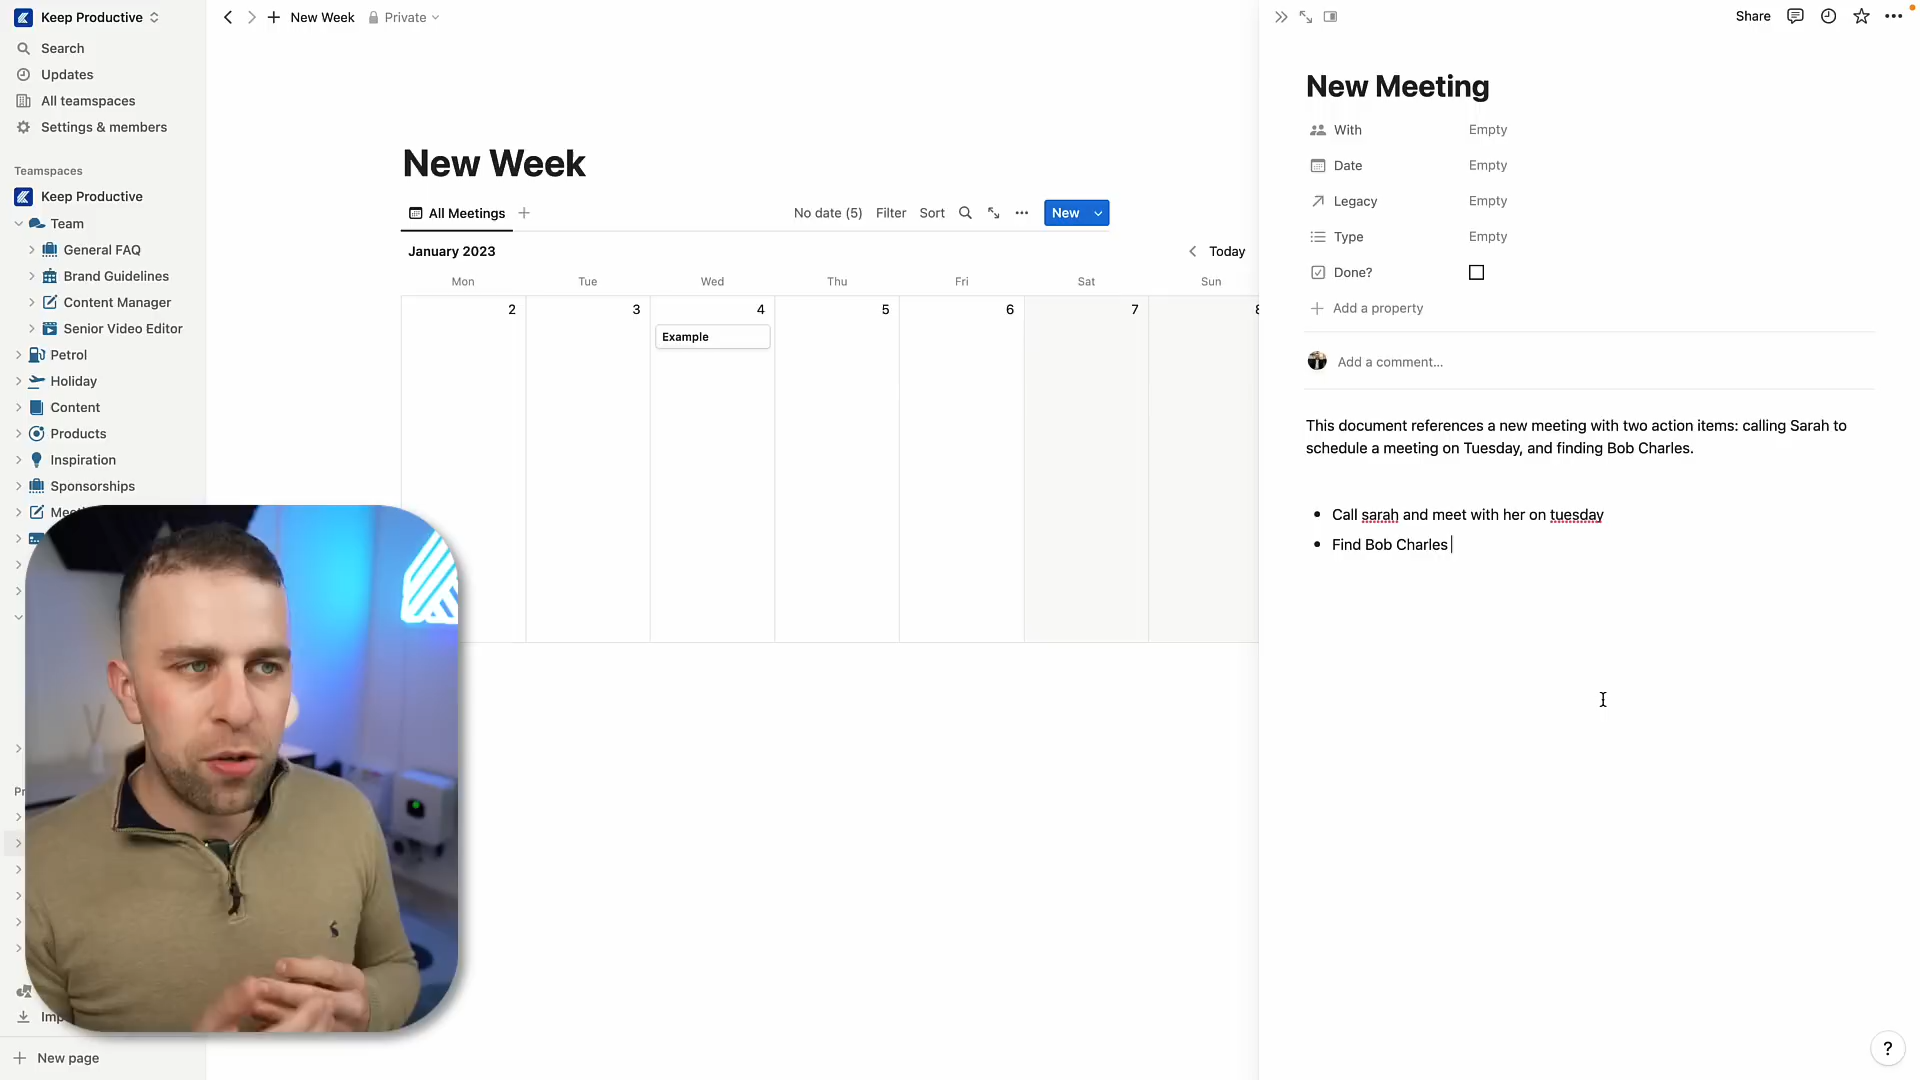 Keep Productive
Search
Updates
All teamspaces
Settings & members
Teamspaces
Keep Productive
Team
General FAQ
Brand Guidelines
Content Manager
Senior Video Editor
Petrol
Holiday
Content
Products
Inspiration
Sponsorships
New page
New Week
Private
New Week
All Meetings
No date (5)
Filter
Sort
New
January 2023
Today
Mon
Tue
Wed
Thu
Fri
Sat
Sun
2
3
4
5
6
7
8
Example
Share
New Meeting
With
Empty
Date
Empty
Legacy
Empty
Type
Empty
Done?
Add a property
Add a comment...
This document references a new meeting with two action items: calling Sarah to
schedule a meeting on Tuesday, and finding Bob Charles.
Call sarah and meet with her on tuesday
Find Bob Charles
?